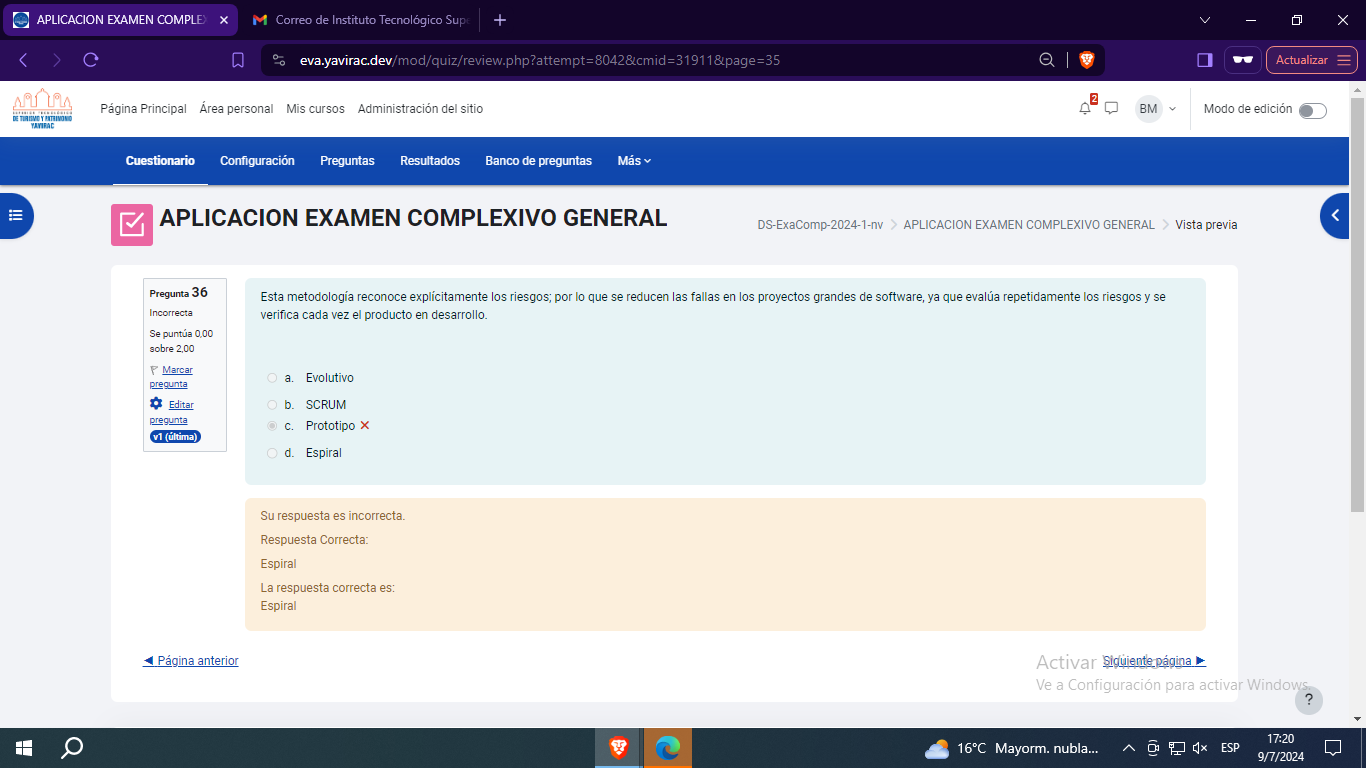 APLICACION EXAMEN COMPLEX
Correo de Instituto Tecnológico Supe
eva.yavirac.dev/mod/quiz/review.php?attempt=8042&cmid=31911&page=35
Actualizar
DE TURISMO Y PATRIMONIO
YAVIRAC
Página Principal
Área personal
Mis cursos
Administración del sitio
2
BM
Modo de edición
Cuestionario
Configuración
Preguntas
Resultados
Banco de preguntas
Más
APLICACION EXAMEN COMPLEXIVO GENERAL
DS-ExaComp-2024-1-nv
APLICACION EXAMEN COMPLEXIVO GENERAL
Vista previa
Pregunta 36
Incorrecta
Se puntúa 0,00
sobre 2,00
Marcar
pregunta
Editar
pregunta
v1 (última)
Esta metodología reconoce explícitamente los riesgos; por lo que se reducen las fallas en los proyectos grandes de software, ya que evalúa repetidamente los riesgos y se
verifica cada vez el producto en desarrollo.
a. Evolutivo
b. SCRUM
c. Prototipo
d. Espiral
Su respuesta es incorrecta.
Respuesta Correcta:
Espiral
La respuesta correcta es:
Espiral
Página anterior
Siguiente página
Activar Windows
Ve a Configuración para activar Windows.
?
16°C Mayorm. nubla...
ESP
17:20
9/7/2024